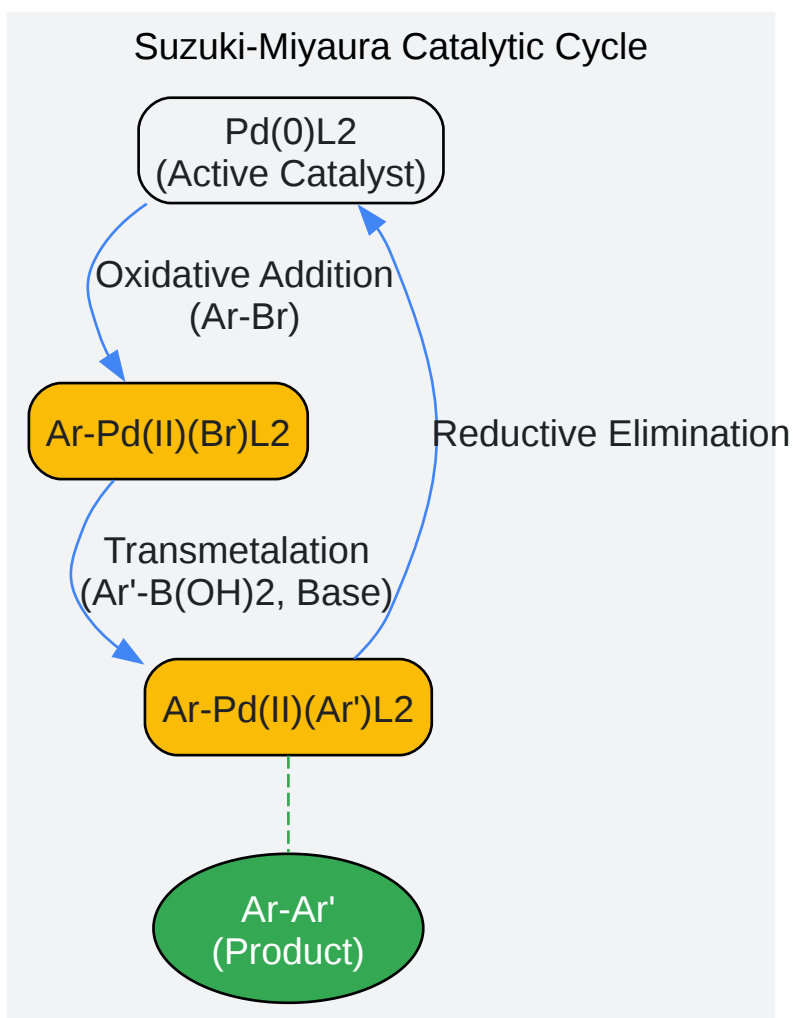 Suzuki-Miyaura Catalytic Cycle
Pd(0)L2
(Active Catalyst)
Oxidative Addition
(Ar-Br)
Ar-Pd(II)(Br)L2
Reductive Elimination
Transmetalation
(Ar'-B(OH)2, Base)
Ar-Pd(II)(Ar')L2
Ar-Ar'
(Product)